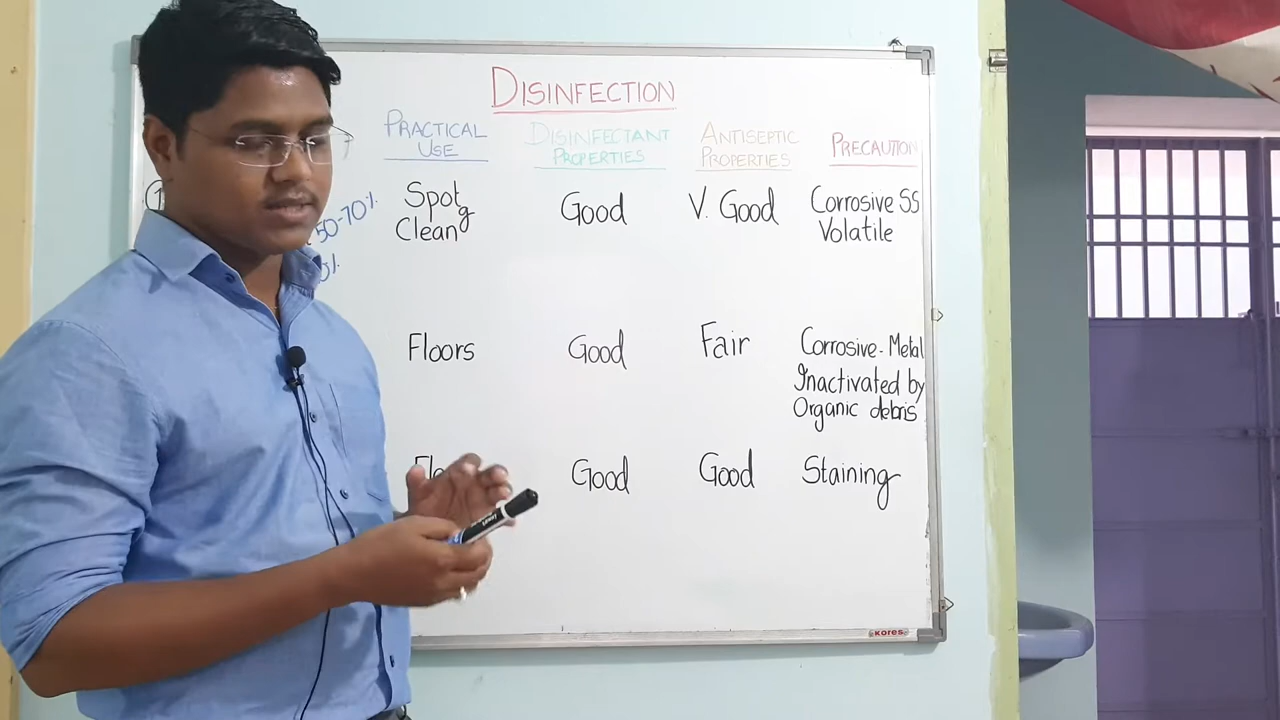 DISINFECTION
PRACTICAL
USE
DISINFECTANT
PROPERTIES
ANTISEPTIC
PROPERTIES
PRECAUTION
50-70%
Spot
Cleang
Good
V. Good
Corrosive SS
Volatile
Floors
Good
Fair
Corrosive-Metal
Inactivated by
Organic debris
Good
Good
Staining
KORES